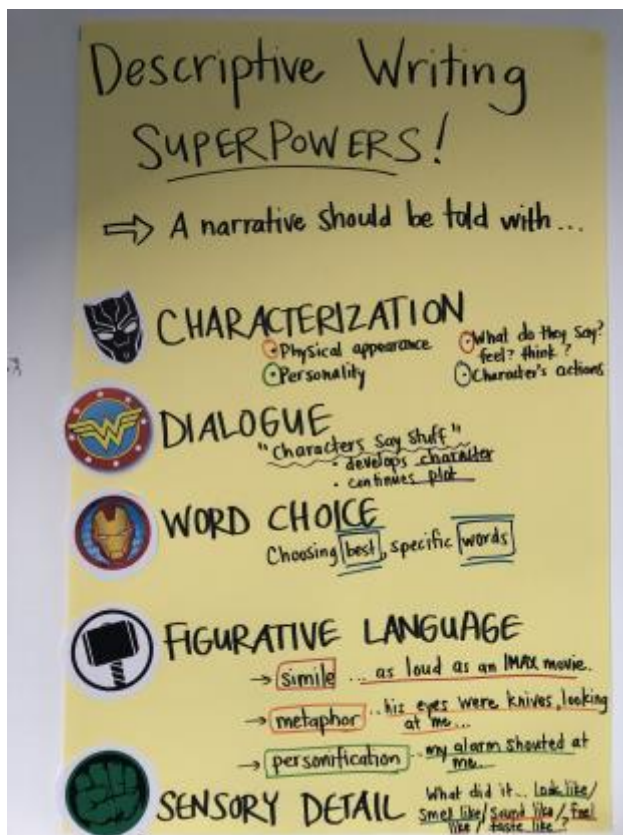 Descriptive Writing
SUPERPOWERS!
⇒ A narrative should be told with...
CHARACTERIZATION
• Physical appearance
• Personality
• What do they say?
feel? think?
• Character's actions
DIALOGUE
"Characters Say Stuff"
• develops character
• continues plot
WORD CHOICE
Choosing best, specific words
FIGURATIVE LANGUAGE
→ simile ... as loud as an IMAX movie.
→ metaphor ...his eyes were knives, looking
at me...
→ personification ...my alarm shouted at
me...
SENSORY DETAIL
What did it... Look like/
smell like/ sound like/ feel
like/ taste like..?